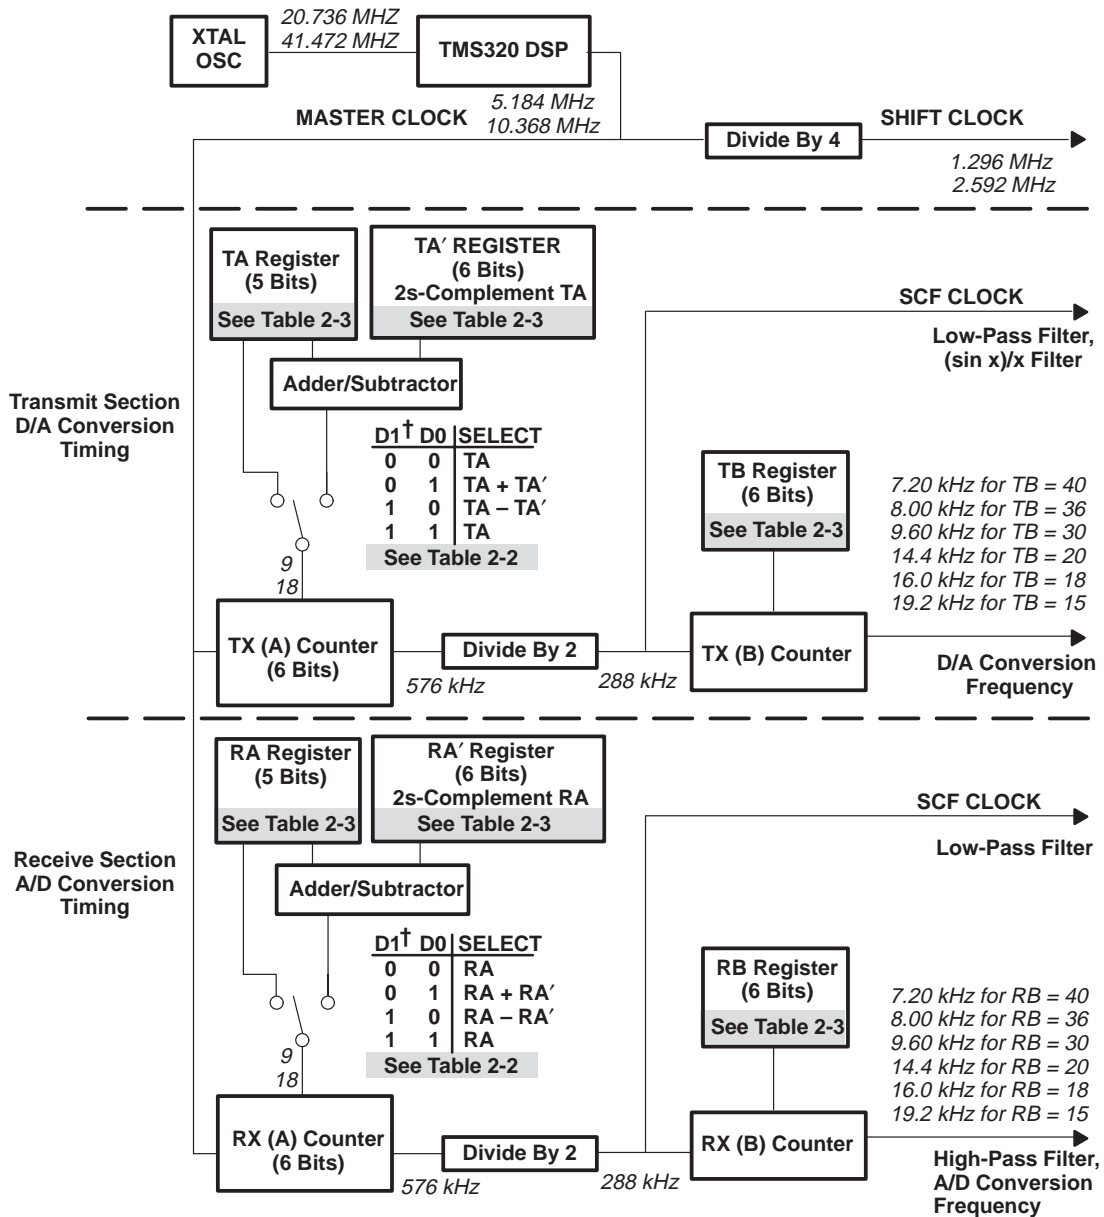 XTAL
OSC
20.736 MHZ
41.472 MHZ
TMS320 DSP
5.184 MHz
10.368 MHz
MASTER CLOCK
Divide By 4
SHIFT CLOCK
1.296 MHz
2.592 MHz
TA Register
(5 Bits)
See Table 2-3
TA′ REGISTER
(6 Bits)
2s-Complement TA
See Table 2-3
SCF CLOCK
Low-Pass Filter,
(sin x)/x Filter
Adder/Subtractor
Transmit Section
D/A Conversion
Timing
D1† D0 SELECT
0 0 TA
0 1 TA + TA′
1 0 TA – TA′
1 1 TA
See Table 2-2
TB Register
(6 Bits)
See Table 2-3
7.20 kHz for TB = 40
8.00 kHz for TB = 36
9.60 kHz for TB = 30
14.4 kHz for TB = 20
16.0 kHz for TB = 18
19.2 kHz for TB = 15
9
18
TX (A) Counter
(6 Bits)
576 kHz
Divide By 2
288 kHz
TX (B) Counter
D/A Conversion
Frequency
RA Register
(5 Bits)
See Table 2-3
RA′ Register
(6 Bits)
2s-Complement RA
See Table 2-3
SCF CLOCK
Low-Pass Filter
Adder/Subtractor
Receive Section
A/D Conversion
Timing
D1† D0 SELECT
0 0 RA
0 1 RA + RA′
1 0 RA – RA′
1 1 RA
See Table 2-2
RB Register
(6 Bits)
See Table 2-3
7.20 kHz for RB = 40
8.00 kHz for RB = 36
9.60 kHz for RB = 30
14.4 kHz for RB = 20
16.0 kHz for RB = 18
19.2 kHz for RB = 15
9
18
RX (A) Counter
(6 Bits)
576 kHz
Divide By 2
288 kHz
RX (B) Counter
High-Pass Filter,
A/D Conversion
Frequency